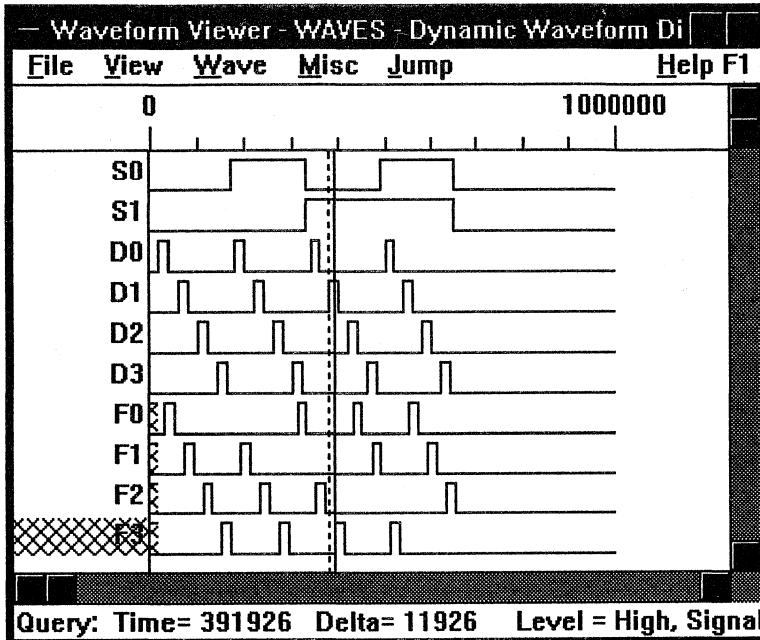 Waveform Viewer - WAVES - Dynamic Waveform Di
File View Wave Misc Jump Help F1
0 1000000
S0
S1
D0
D1
D2
D3
F0
F1
F2
F3
Query: Time= 391926 Delta= 11926 Level = High, Signal